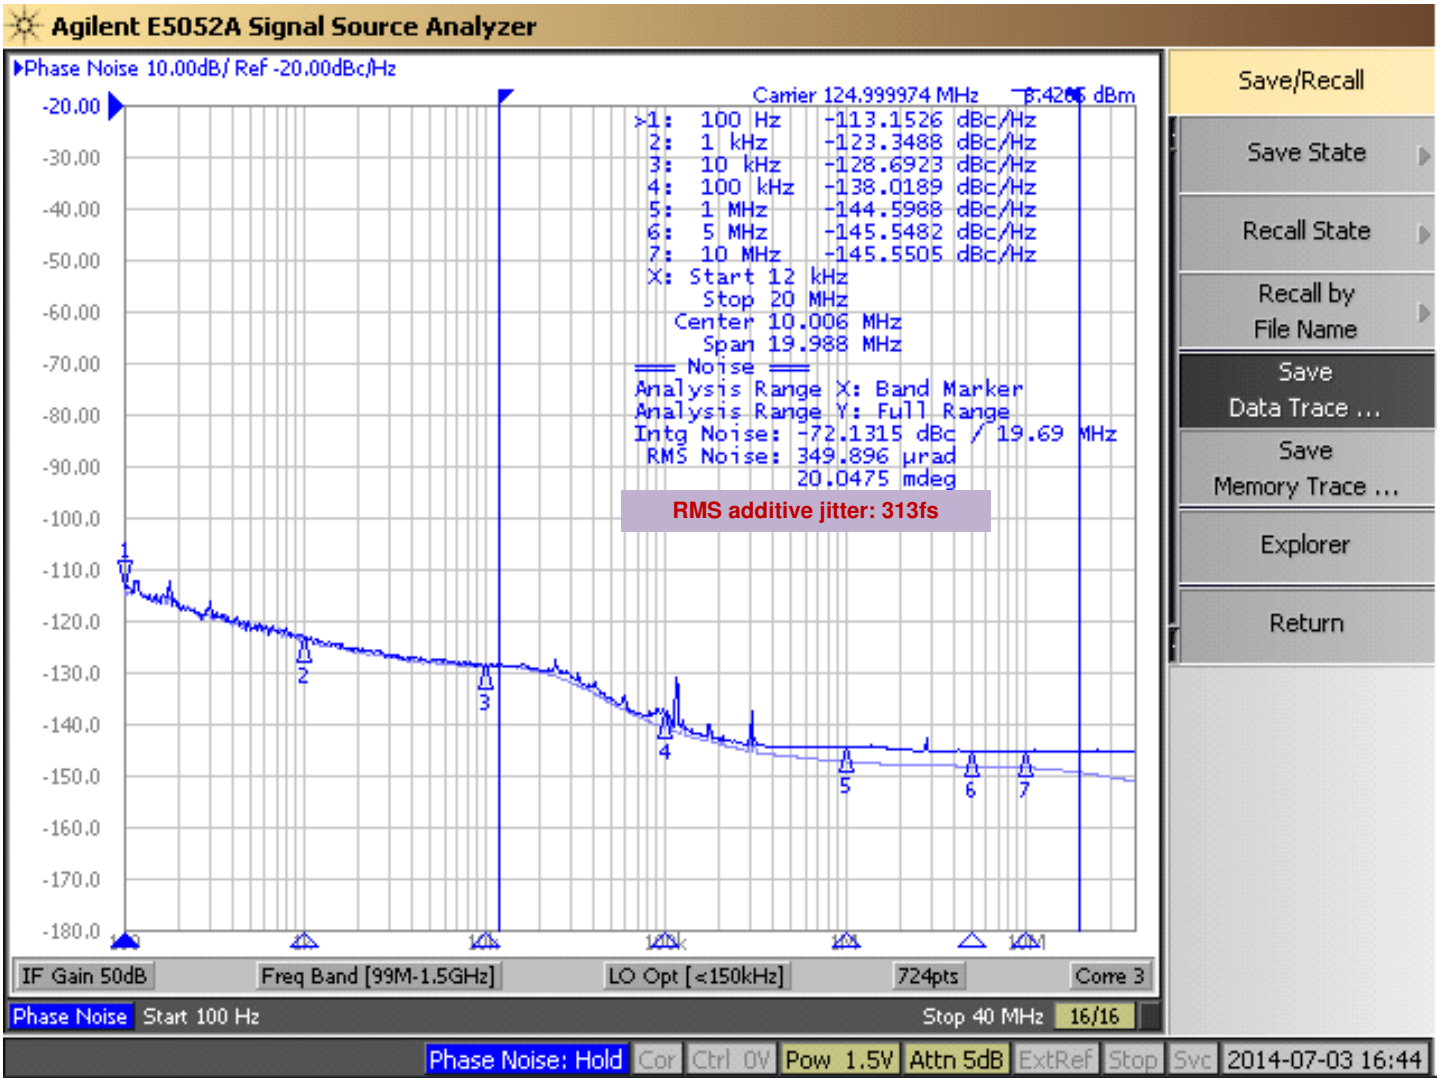 Agilent E5052A Signal Source Analyzer
Phase Noise 10.00dB/ Ref -20.00dBc/Hz
Carrier 124.999974 MHz dBm
>1: 100 Hz -113.1526 dBc/Hz
2: 1 kHz -123.3488 dBc/Hz
3: 10 kHz -128.6923 dBc/Hz
4: 100 kHz -138.0189 dBc/Hz
5: 1 MHz -144.5988 dBc/Hz
6: 5 MHz -145.5482 dBc/Hz
7: 10 MHz -145.5505 dBc/Hz
X: Start 12 kHz
Stop 20 MHz
Center 10.006 MHz
Span 19.988 MHz
=== Noise ===
Analysis Range X: Band Marker
Analysis Range Y: Full Range
Intg Noise: -72.1315 dBc / 19.69 MHz
RMS Noise: 349.896 µrad
20.0475 mdeg
RMS additive jitter: 313fs
-20.00
-30.00
-40.00
-50.00
-60.00
-70.00
-80.00
-90.00
-100.0
-110.0
-120.0
-130.0
-140.0
-150.0
-160.0
-170.0
-180.0
1
2
3
4
5
6
7
IF Gain 50dB
Freq Band [99M-1.5GHz]
LO Opt [<150kHz]
724pts
Corre 3
Phase Noise Start 100 Hz
Stop 40 MHz 16/16
Phase Noise: Hold Cor Ctrl 0V Pow 1.5V Attn 5dB ExtRef Stop Svc 2014-07-03 16:44
Save/Recall
Save State
Recall State
Recall by
File Name
Save
Data Trace ...
Save
Memory Trace ...
Explorer
Return